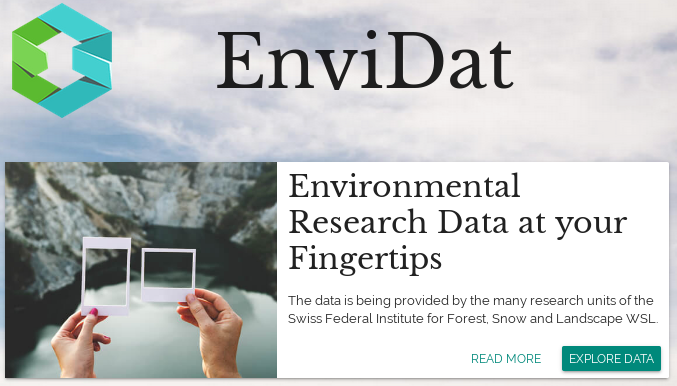 EnviDat
Environmental
Research Data at your
Fingertips
The data is being provided by the many research units of the
Swiss Federal Institute for Forest, Snow and Landscape WSL.
READ MORE
EXPLORE DATA